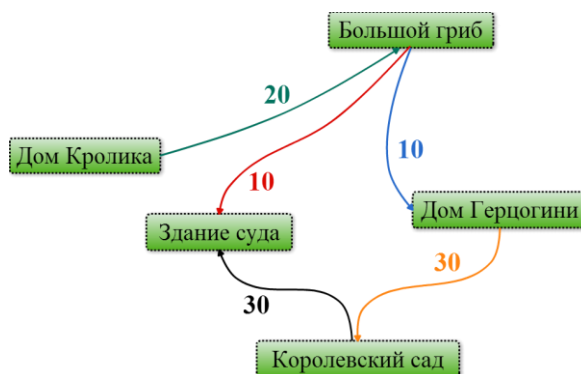 Большой гриб
20
Дом Кролика
10
10
Дом Герцогини
Здание суда
30
30
Королевский сад